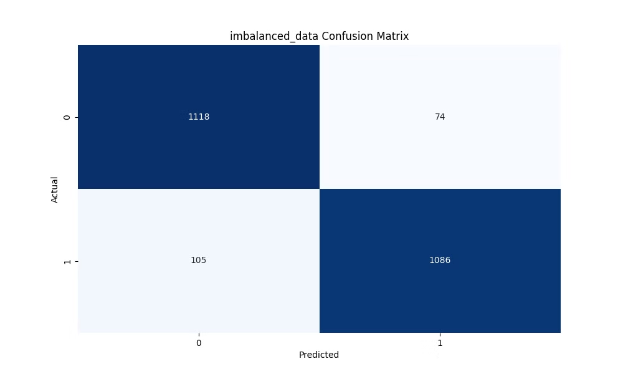 imbalanced_data Confusion Matrix
0
1118
74
Actual
1
105
1086
0
1
Predicted